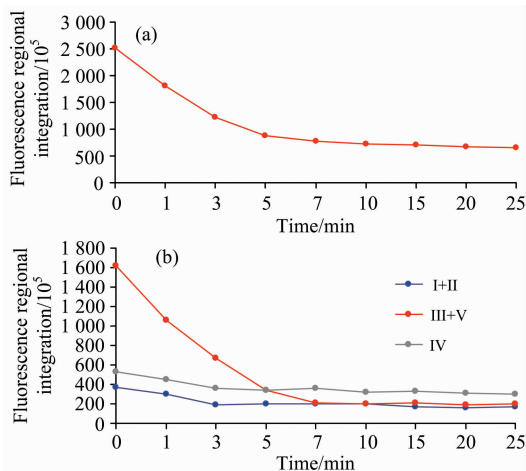 (a)
Fluorescence regional
integration/10⁵
3 000
2 500
2 000
1 500
1 000
500
0
0 1 3 5 7 10 15 20 25
Time/min
(b)
Fluorescence regional
integration/10⁵
1 800
1 600
1 400
1 200
1 000
800
600
400
200
0
I+II
III+V
IV
0 1 3 5 7 10 15 20 25
Time/min